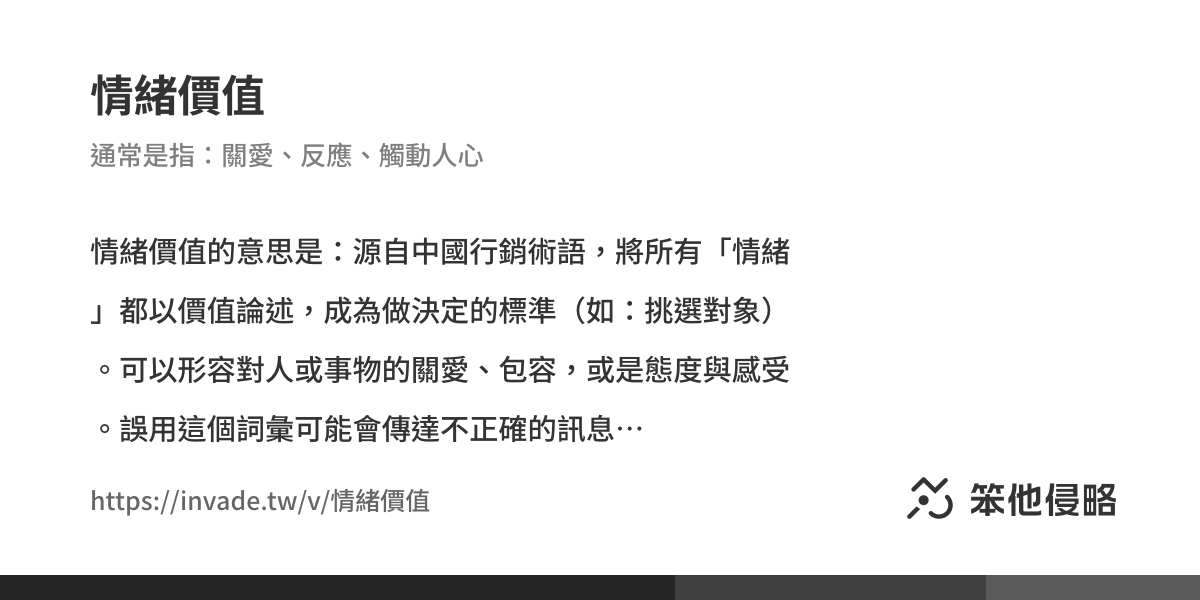 情緒價值
通常是指：關愛、反應、觸動人心
情緒價值的意思是：源自中國行銷術語，將所有「情緒
」都以價值論述，成為做決定的標準（如：挑選對象）
。可以形容對人或事物的關愛、包容，或是態度與感受
。誤用這個詞彙可能會傳達不正確的訊息⋯
https://invade.tw/v/情緒價值
笨他侵略